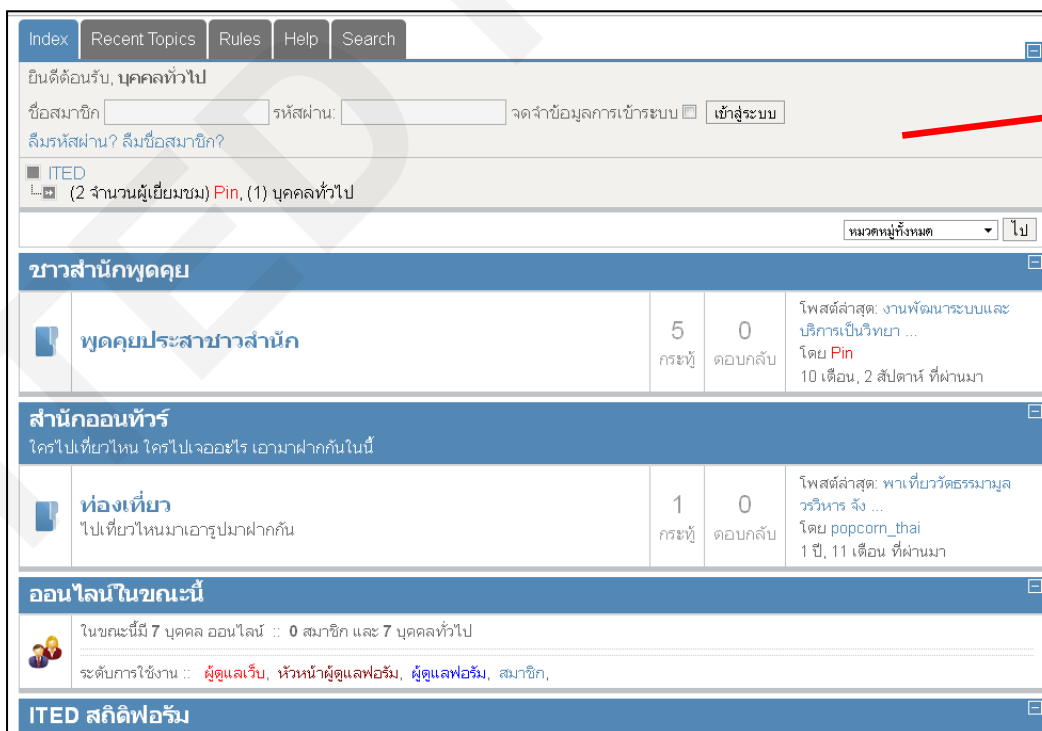 Index Recent Topics Rules Help Search
ยินดีต้อนรับ, บุคคลทั่วไป
ชื่อสมาชิก รหัสผ่าน: จดจำข้อมูลการเข้าระบบ เข้าสู่ระบบ
ลืมรหัสผ่าน? ลืมชื่อสมาชิก?
ITED
(2 จำนวนผู้เยี่ยมชม) Pin, (1) บุคคลทั่วไป
หมวดหมู่ทั้งหมด ไป
ชาวสำนักพูดคุย
พูดคุยประสาชาวสำนัก
5 กระทู้
0 ตอบกลับ
โพสต์ล่าสุด: งานพัฒนาระบบและ
บริการเป็นวิทยา ...
โดย Pin
10 เดือน, 2 สัปดาห์ ที่ผ่านมา
สำนักออนทัวร์
ใครไปเที่ยวไหน ใครไปเจออะไร เอามาฝากกันในนี้
ท่องเที่ยว
ไปเที่ยวไหนมาเอารูปมาฝากกัน
1 กระทู้
0 ตอบกลับ
โพสต์ล่าสุด: พาเที่ยววัดธรรมามูล
วรวิหาร จัง ...
โดย popcorn_thai
1 ปี, 11 เดือน ที่ผ่านมา
ออนไลน์ในขณะนี้
ในขณะนี้มี 7 บุคคล ออนไลน์ :: 0 สมาชิก และ 7 บุคคลทั่วไป
ระดับการใช้งาน :: ผู้ดูแลเว็บ, หัวหน้าผู้ดูแลฟอรัม, ผู้ดูแลฟอรัม, สมาชิก,
ITED สถิติฟอรัม